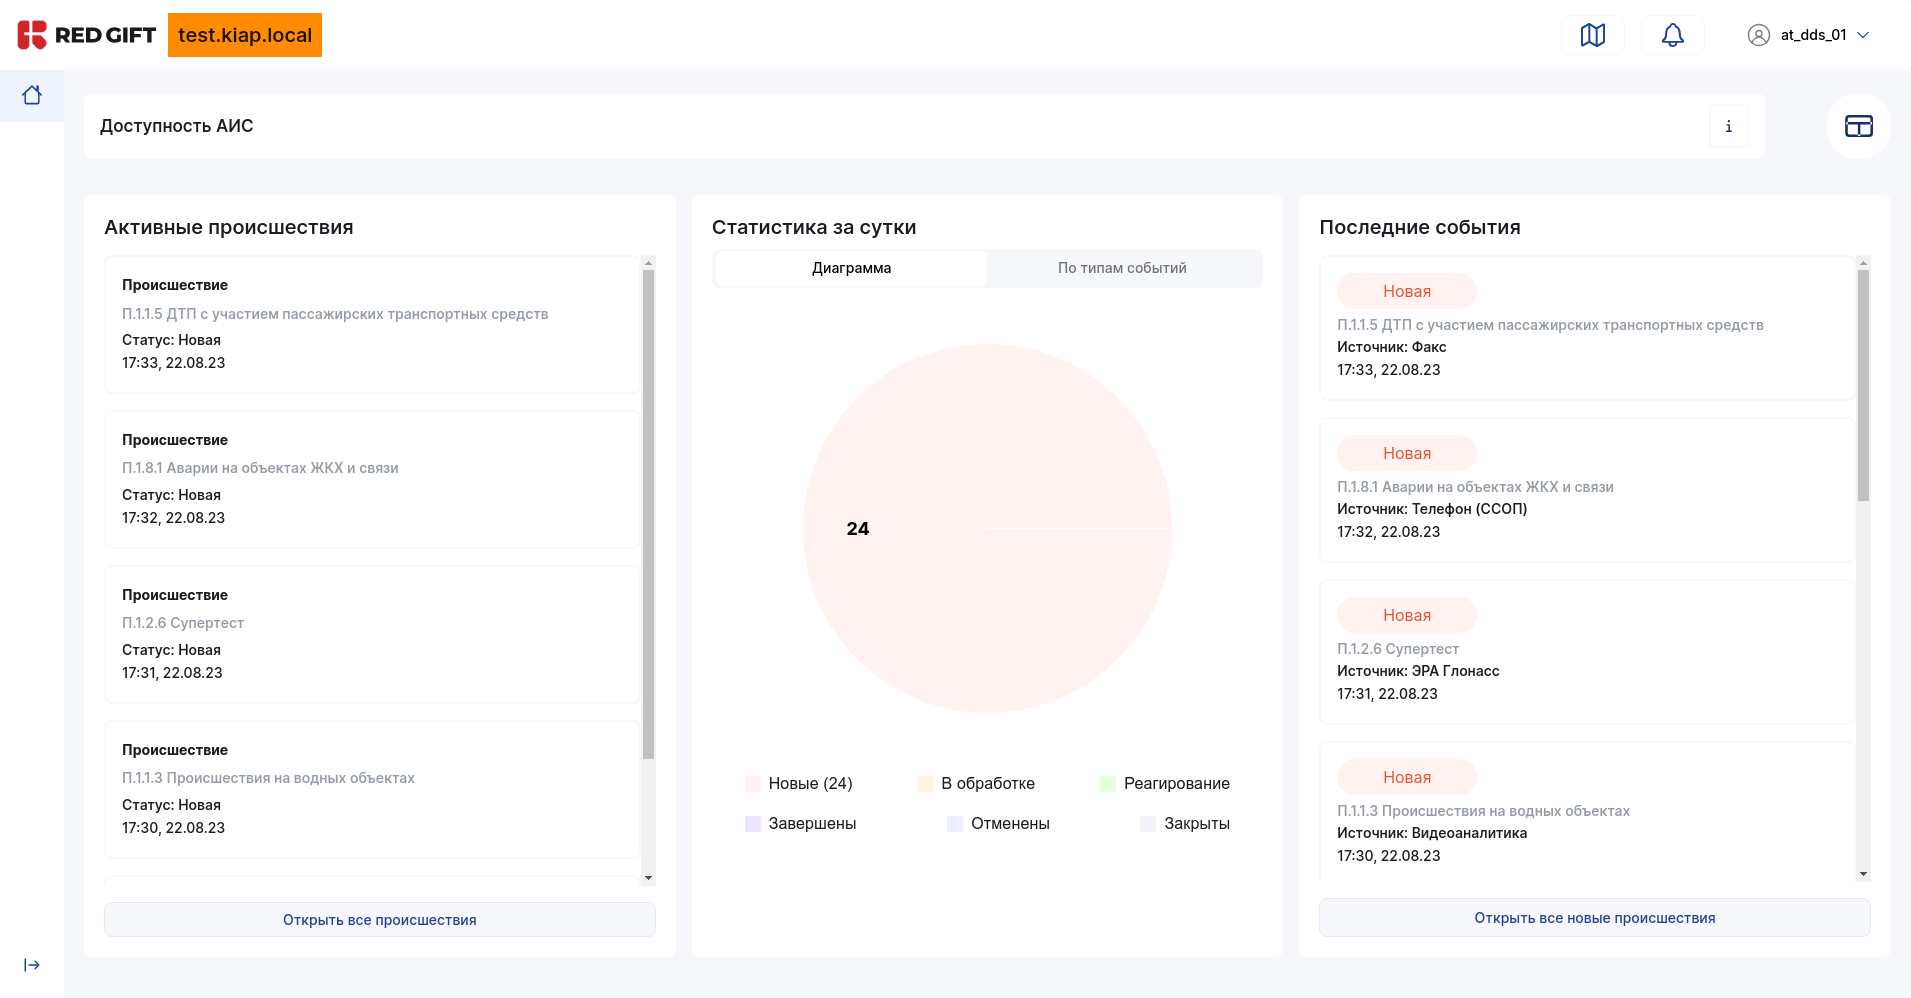 RED GIFT
test.kiap.local
at_dds_01
Доступность АИС
i
Активные происшествия
Происшествие
П.1.1.5 ДТП с участием пассажирских транспортных средств
Статус: Новая
17:33, 22.08.23
Происшествие
П.1.8.1 Аварии на объектах ЖКХ и связи
Статус: Новая
17:32, 22.08.23
Происшествие
П.1.2.6 Супертест
Статус: Новая
17:31, 22.08.23
Происшествие
П.1.1.3 Происшествия на водных объектах
Статус: Новая
17:30, 22.08.23
Открыть все происшествия
Статистика за сутки
Диаграмма
По типам событий
24
Новые (24)
В обработке
Реагирование
Завершены
Отменены
Закрыты
Последние события
Новая
П.1.1.5 ДТП с участием пассажирских транспортных средств
Источник: Факс
17:33, 22.08.23
Новая
П.1.8.1 Аварии на объектах ЖКХ и связи
Источник: Телефон (ССОП)
17:32, 22.08.23
Новая
П.1.2.6 Супертест
Источник: ЭРА Глонасс
17:31, 22.08.23
Новая
П.1.1.3 Происшествия на водных объектах
Источник: Видеоаналитика
17:30, 22.08.23
Открыть все новые происшествия